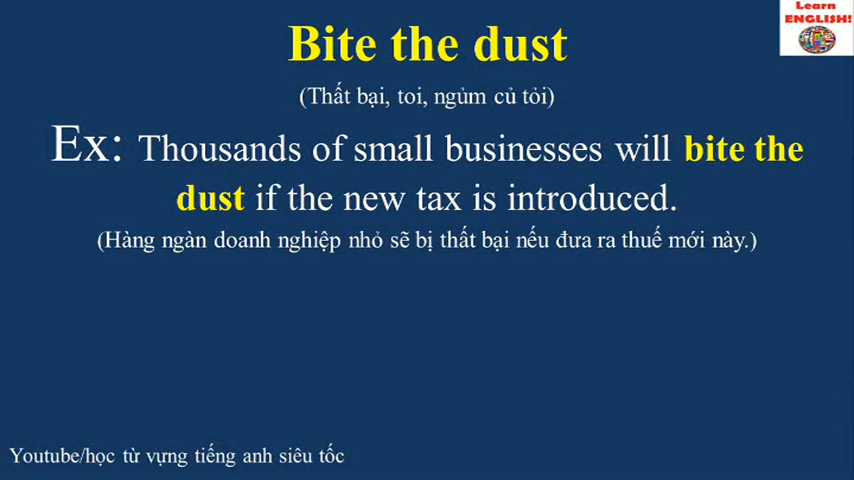 Learn
ENGLISH!
Bite the dust
(Thất bại, toi, ngủm củ tỏi)
Ex: Thousands of small businesses will bite the
dust if the new tax is introduced.
(Hàng ngàn doanh nghiệp nhỏ sẽ bị thất bại nếu đưa ra thuế mới này.)
Youtube/học từ vựng tiếng anh siêu tốc